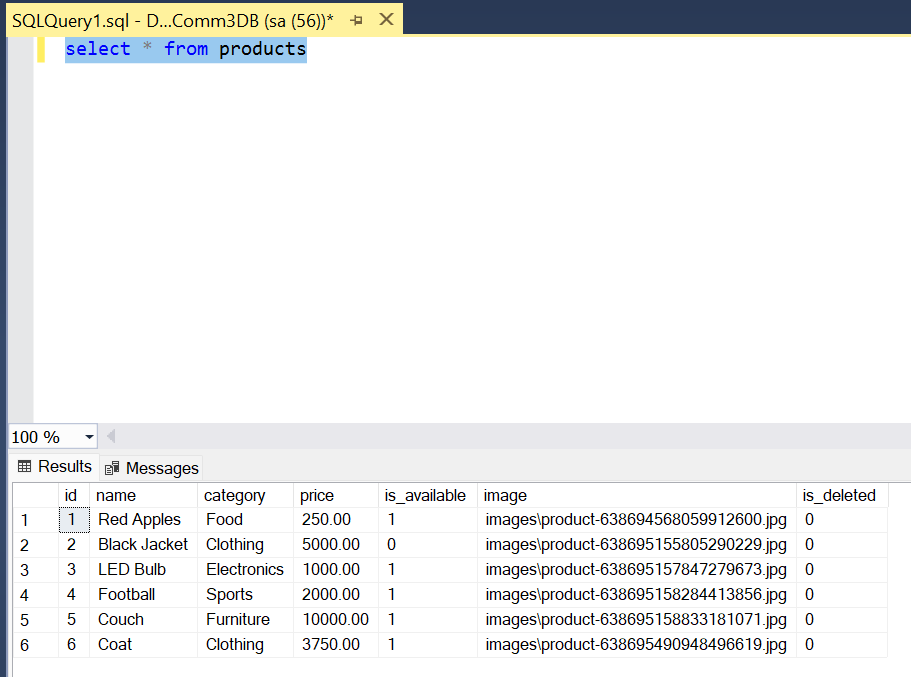 SQLQuery1.sql - D...Comm3DB (sa (56))*
select * from products
100 %
Results Messages
id name category price is_available image is_deleted
1 1 Red Apples Food 250.00 1 images\product-638694568059912600.jpg 0
2 2 Black Jacket Clothing 5000.00 0 images\product-638695155805290229.jpg 0
3 3 LED Bulb Electronics 1000.00 1 images\product-638695157847279673.jpg 0
4 4 Football Sports 2000.00 1 images\product-638695158284413856.jpg 0
5 5 Couch Furniture 10000.00 1 images\product-638695158833181071.jpg 0
6 6 Coat Clothing 3750.00 1 images\product-638695490948496619.jpg 0